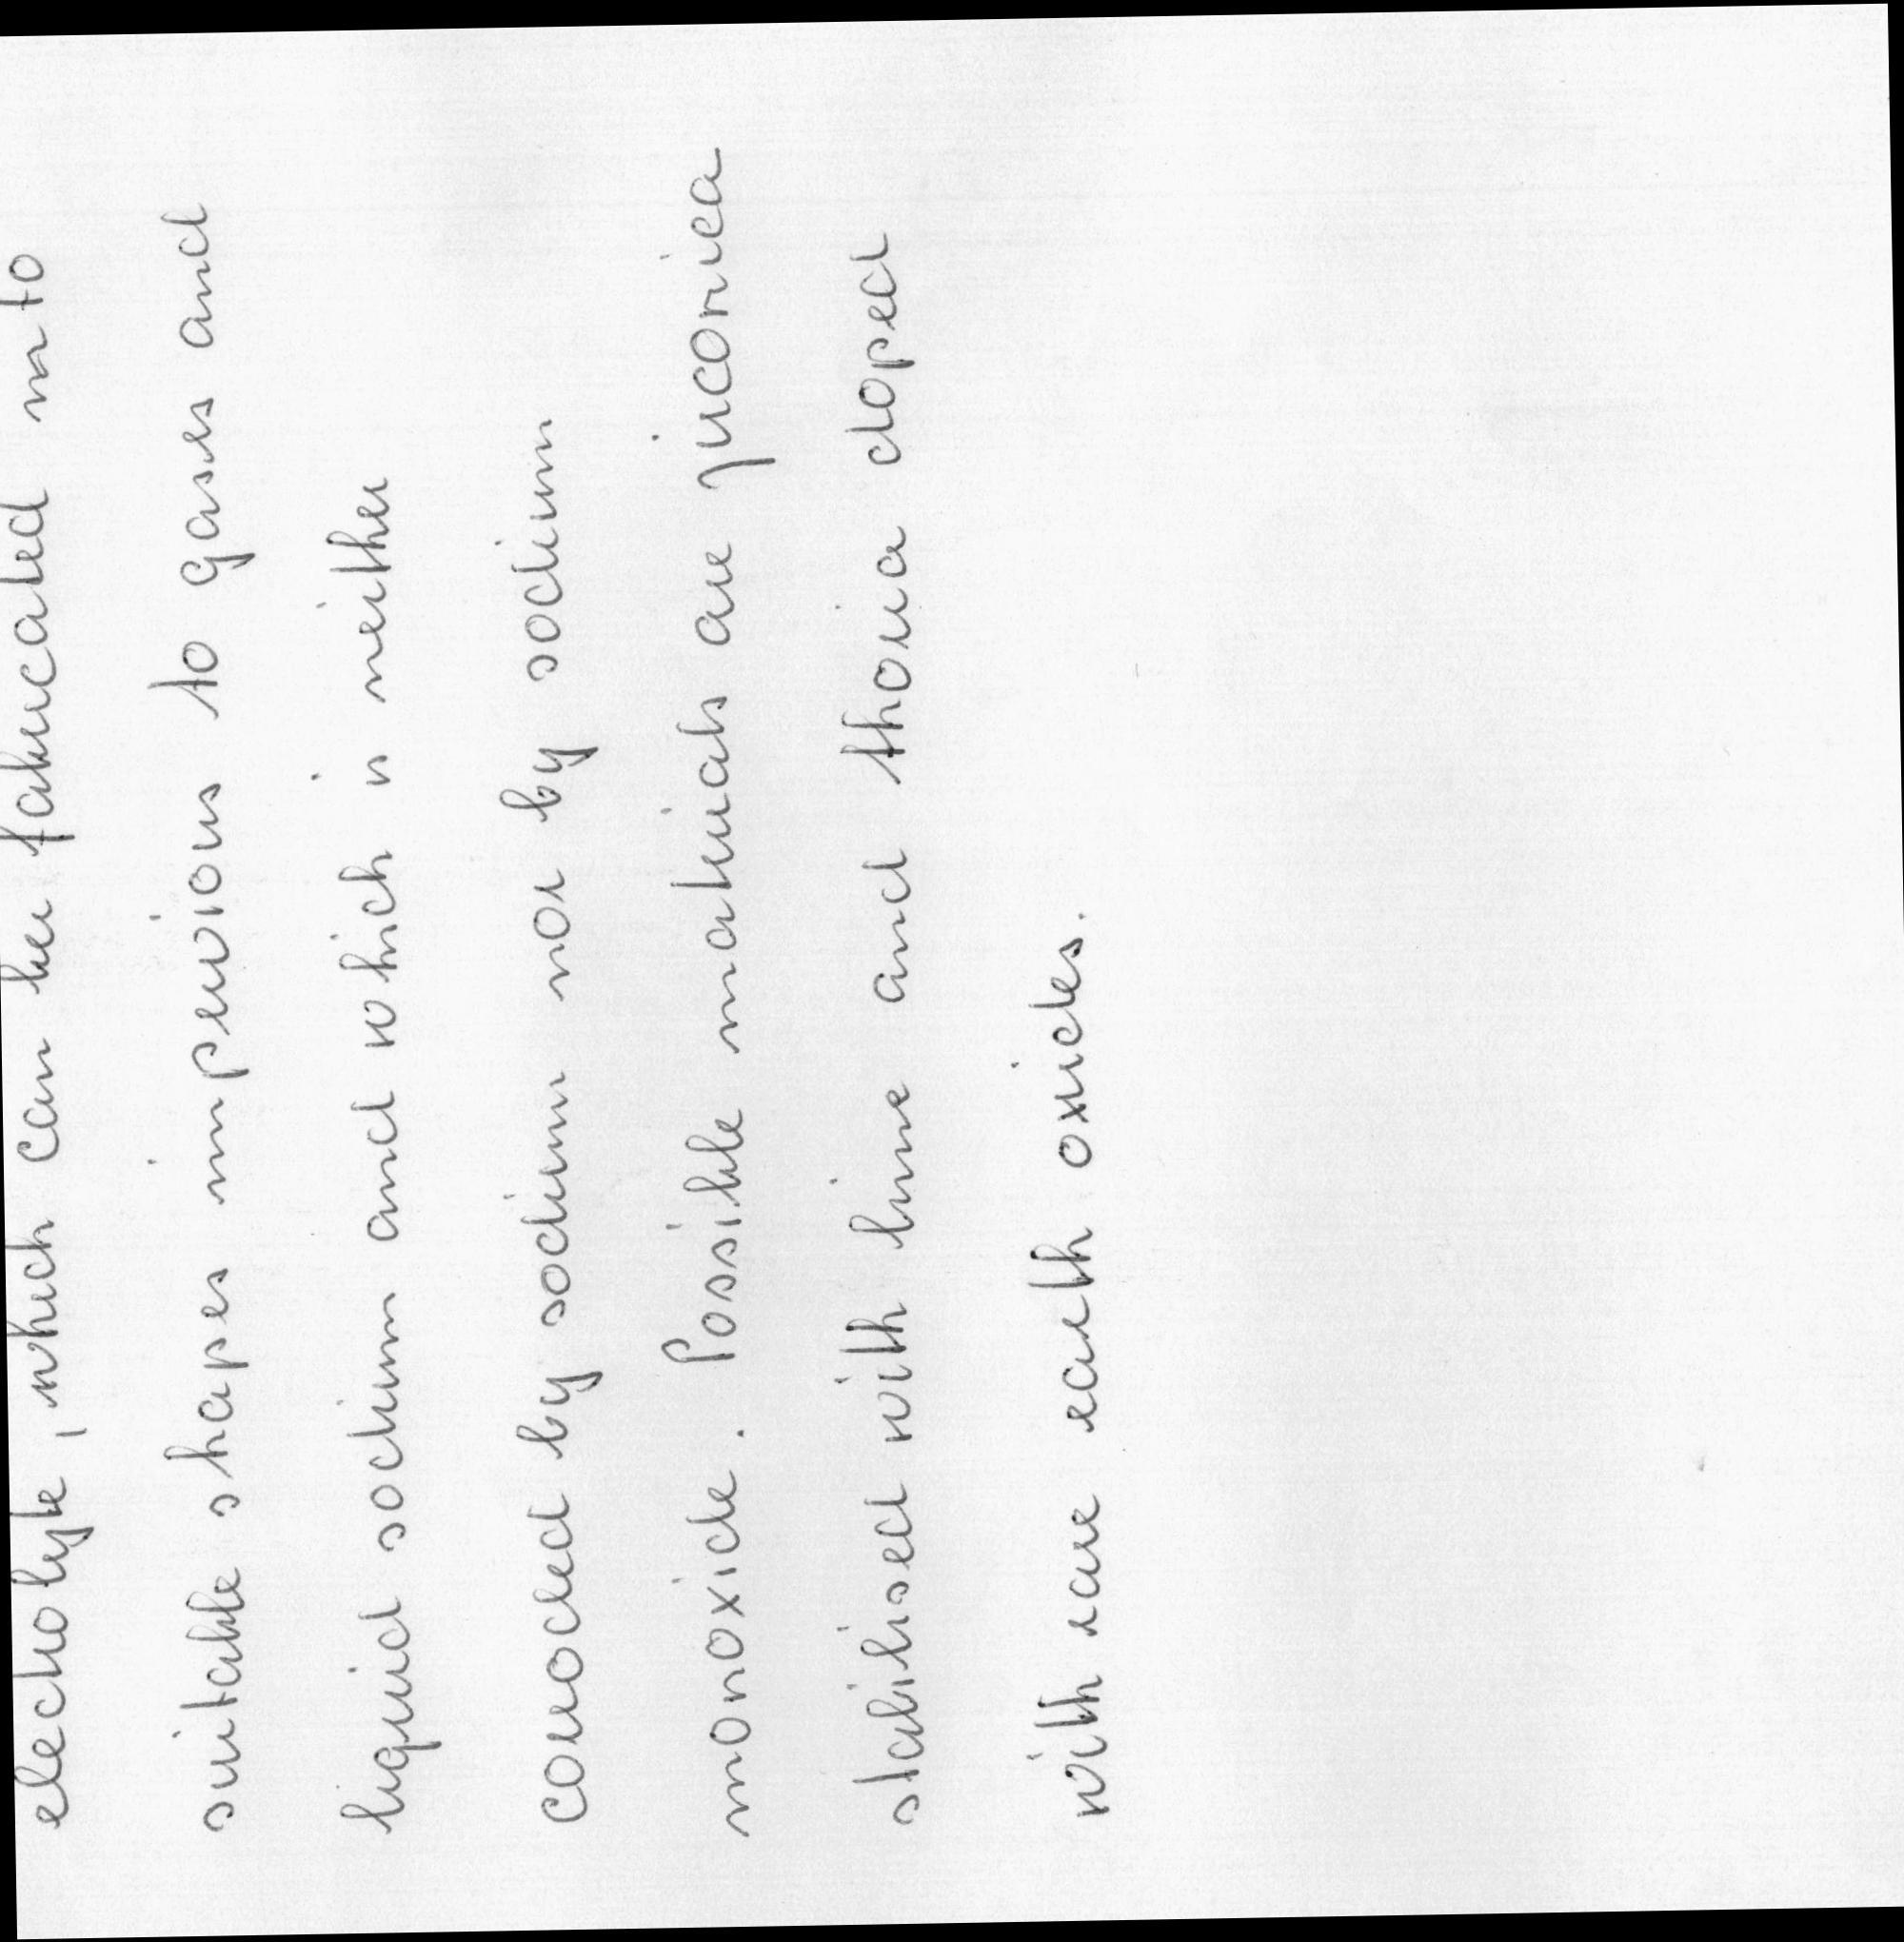 electrolyte, which can be fabricated in to
suitable shapes impervious to gases and
liquid sodium and which is neither
corroded by sodium nor by sodium
monoxide. Possible materials are zirconia
stabilised with lime and thoria doped
with rare earth oxides.